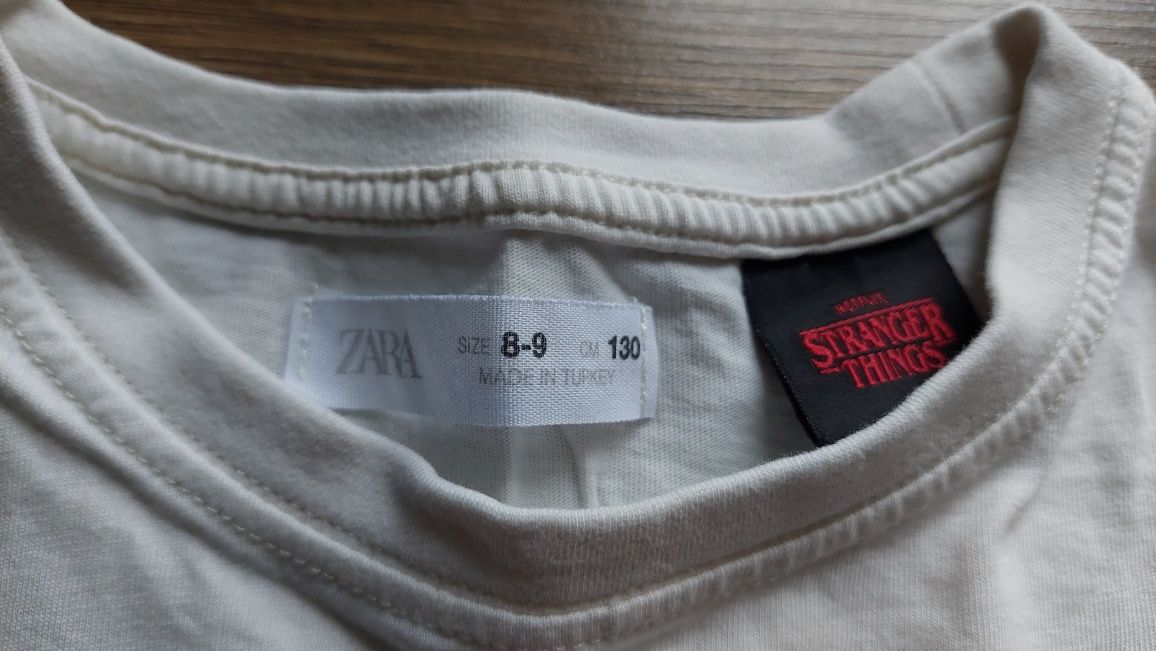 ZARA
SIZE 8-9 CM 130
MADE IN TURKEY
NETFLIX
STRANGER
THINGS